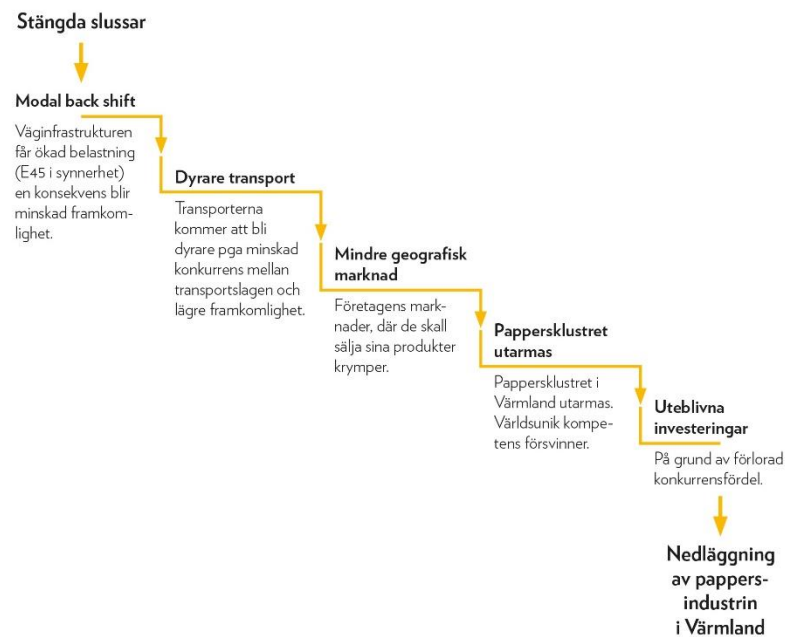 Stängda slussar
Modal back shift
Väginfrastrukturen
får ökad belastning
(E45 i synnerhet)
en konsekvens blir
minskad framkom-
lighet.
Dyrare transport
Transporterna
kommer att bli
dyrare pga minskad
konkurrens mellan
transportslagen och
lägre framkomlighet.
Mindre geografisk
marknad
Företagens mark-
nader, där de skall
sälja sina produkter
krymper.
Pappersklustret
utarmas
Pappersklustret i
Värmland utarmas.
Världsunik kompe-
tens försvinner.
Uteblivna
investeringar
På grund av förlorad
konkurrensfördel.
Nedläggning
av pappers-
industrin
i Värmland